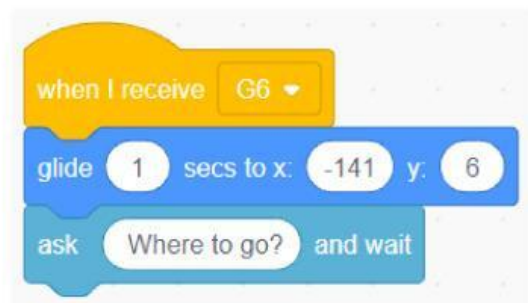 when I receive G6
glide 1 secs to x: -141 y: 6
ask Where to go? and wait